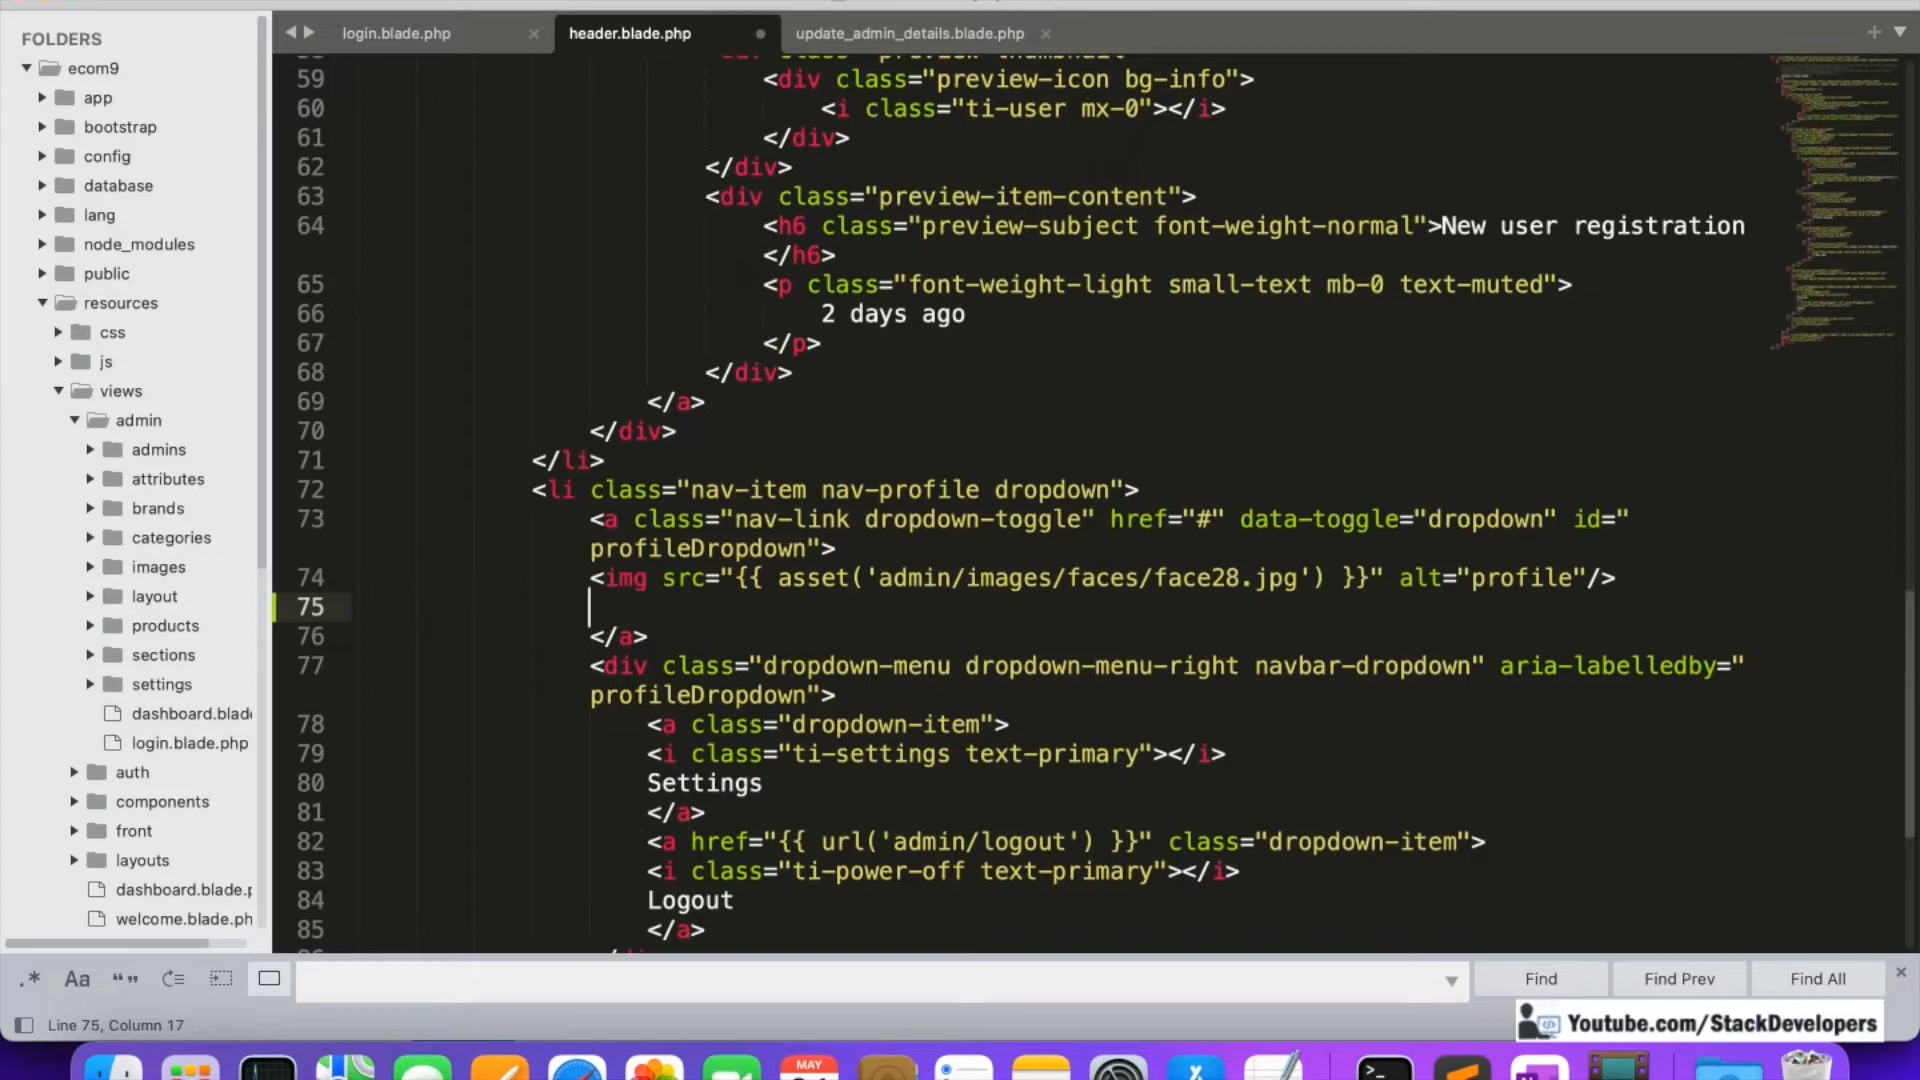 FOLDERS
ecom9
app
bootstrap
config
database
lang
node_modules
public
resources
css
js
views
admin
admins
attributes
brands
categories
images
layout
products
sections
settings
dashboard.blad
login.blade.php
auth
components
front
layouts
dashboard.blade.p
welcome.blade.ph
login.blade.php ×
header.blade.php
update_admin_details.blade.php ×
59 <div class="preview-icon bg-info">
60 <i class="ti-user mx-0"></i>
61 </div>
62 </div>
63 <div class="preview-item-content">
64 <h6 class="preview-subject font-weight-normal">New user registration
</h6>
65 <p class="font-weight-light small-text mb-0 text-muted">
66 2 days ago
67 </p>
68 </div>
69 </a>
70 </div>
71 </li>
72 <li class="nav-item nav-profile dropdown">
73 <a class="nav-link dropdown-toggle" href="#" data-toggle="dropdown" id="
profileDropdown">
74 <img src="{{ asset('admin/images/faces/face28.jpg') }}" alt="profile"/>
75
76 </a>
77 <div class="dropdown-menu dropdown-menu-right navbar-dropdown" aria-labelledby="
profileDropdown">
78 <a class="dropdown-item">
79 <i class="ti-settings text-primary"></i>
80 Settings
81 </a>
82 <a href="{{ url('admin/logout') }}" class="dropdown-item">
83 <i class="ti-power-off text-primary"></i>
84 Logout
85 </a>
.* Aa “ ”
Find
Find Prev
Find All
Line 75, Column 17
Youtube.com/StackDevelopers
MAY